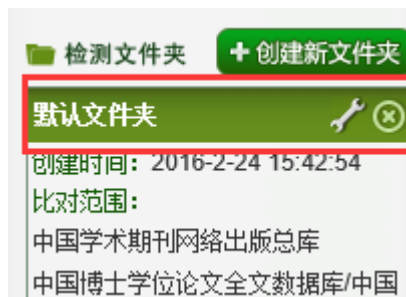 检测文件夹
+ 创建新文件夹
默认文件夹
创建时间：2016-2-24 15:42:54
比对范围：
中国学术期刊网络出版总库
中国博士学位论文全文数据库/中国